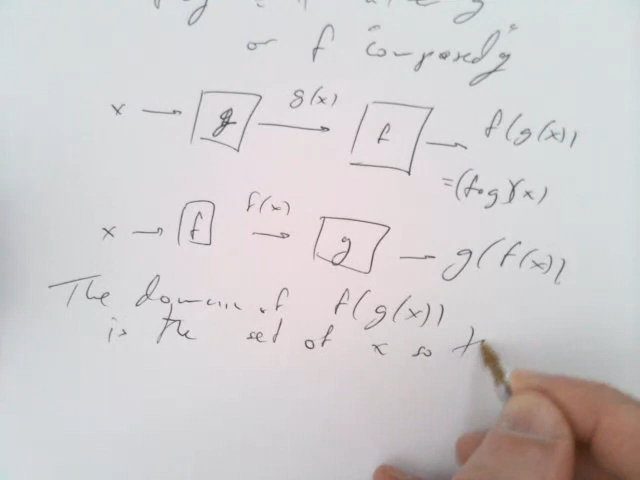 or f "composed g"
g(x)
x → g → f → f(g(x))
=(f∘g)(x)
f(x)
x → f → g → g(f(x))
The domain of f(g(x))
is the set of x so